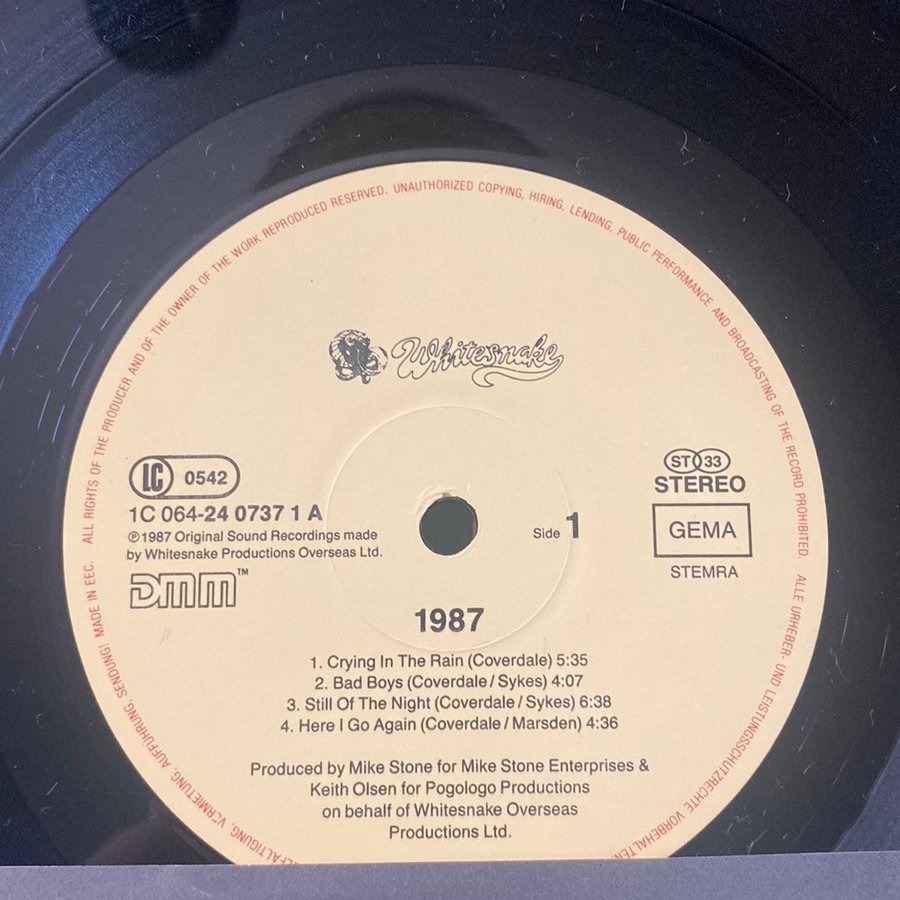 ALL RIGHTS OF THE PRODUCER AND OF THE OWNER OF THE WORK REPRODUCED RESERVED. UNAUTHORIZED COPYING, HIRING, LENDING, PUBLIC PERFORMANCE AND BROADCASTING OF THE RECORD PROHIBITED.
ALLE URHEBER- UND LEISTUNGSSCHUTZRECHTE VORBEHALTEN
VERMIETUNG, AUFFÜHRUNG, SENDUNG! MADE IN EEC.
Whitesnake
LC 0542
1C 064-24 0737 1 A
℗1987 Original Sound Recordings made
by Whitesnake Productions Overseas Ltd.
DMM™
Side 1
ST 33
STEREO
GEMA
STEMRA
1987
1. Crying In The Rain (Coverdale) 5:35
2. Bad Boys (Coverdale / Sykes) 4:07
3. Still Of The Night (Coverdale / Sykes) 6:38
4. Here I Go Again (Coverdale / Marsden) 4:36
Produced by Mike Stone for Mike Stone Enterprises &
Keith Olsen for Pogologo Productions
on behalf of Whitesnake Overseas
Productions Ltd.